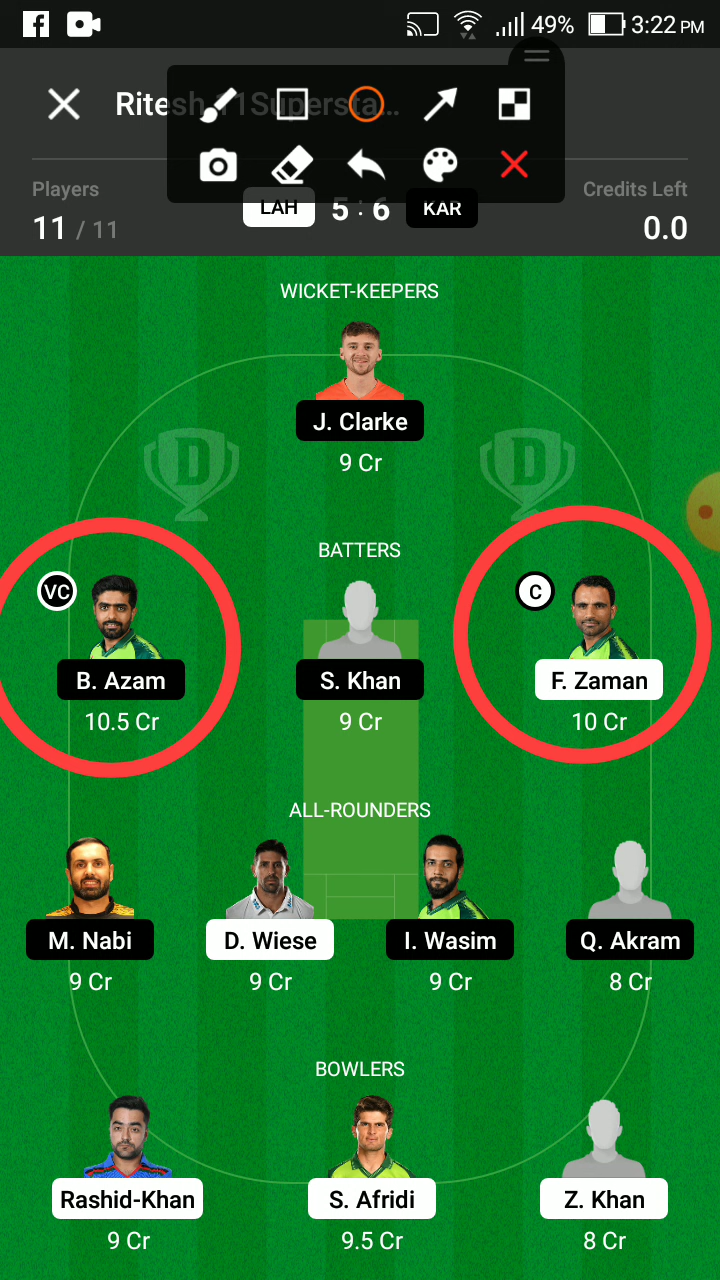 49% 3:22 PM
Ritesh 11Supersta...
Players
11 / 11
LAH 5 : 6 KAR
Credits Left
0.0
WICKET-KEEPERS
J. Clarke
9 Cr
BATTERS
VC
C
B. Azam
S. Khan
F. Zaman
10.5 Cr
9 Cr
10 Cr
ALL-ROUNDERS
M. Nabi
D. Wiese
I. Wasim
Q. Akram
9 Cr
9 Cr
9 Cr
8 Cr
BOWLERS
Rashid-Khan
S. Afridi
Z. Khan
9 Cr
9.5 Cr
8 Cr